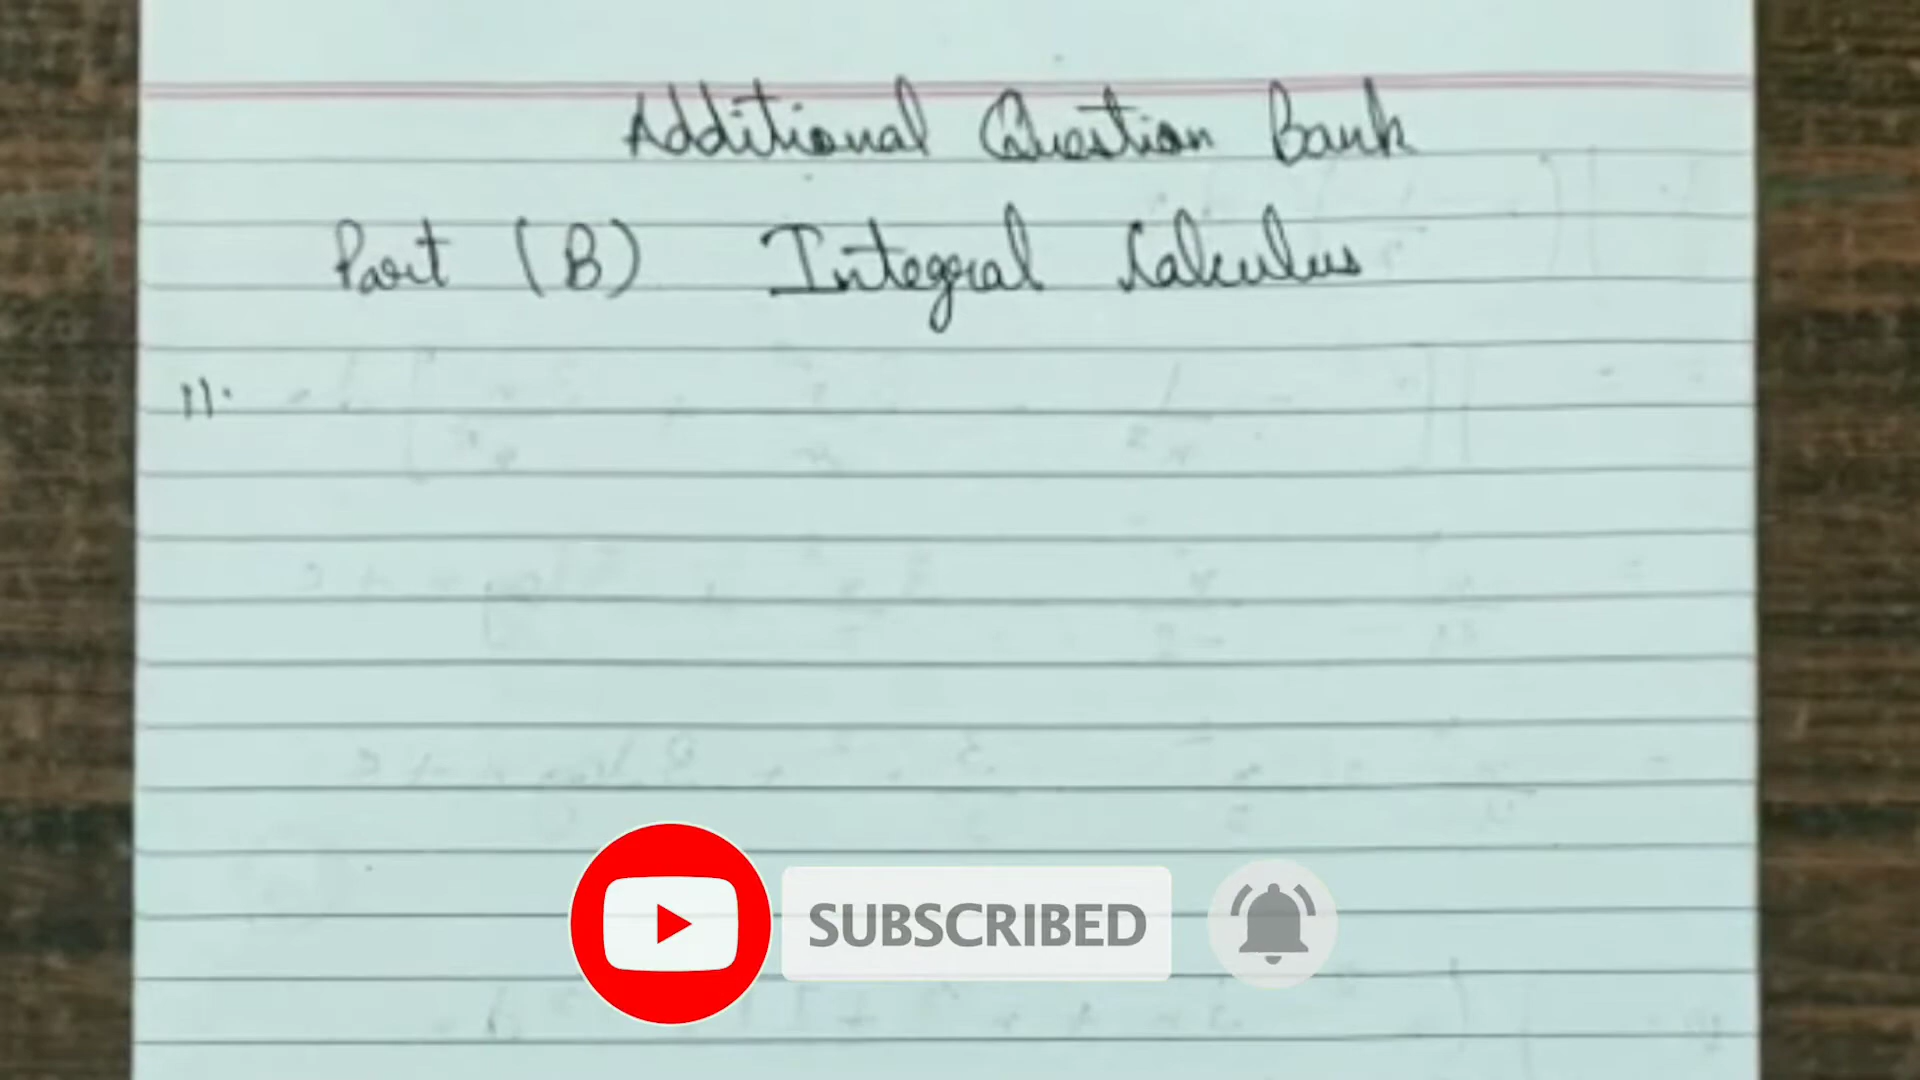 Additional Question Bank
Part (B) Integral Calculus
11.
SUBSCRIBED